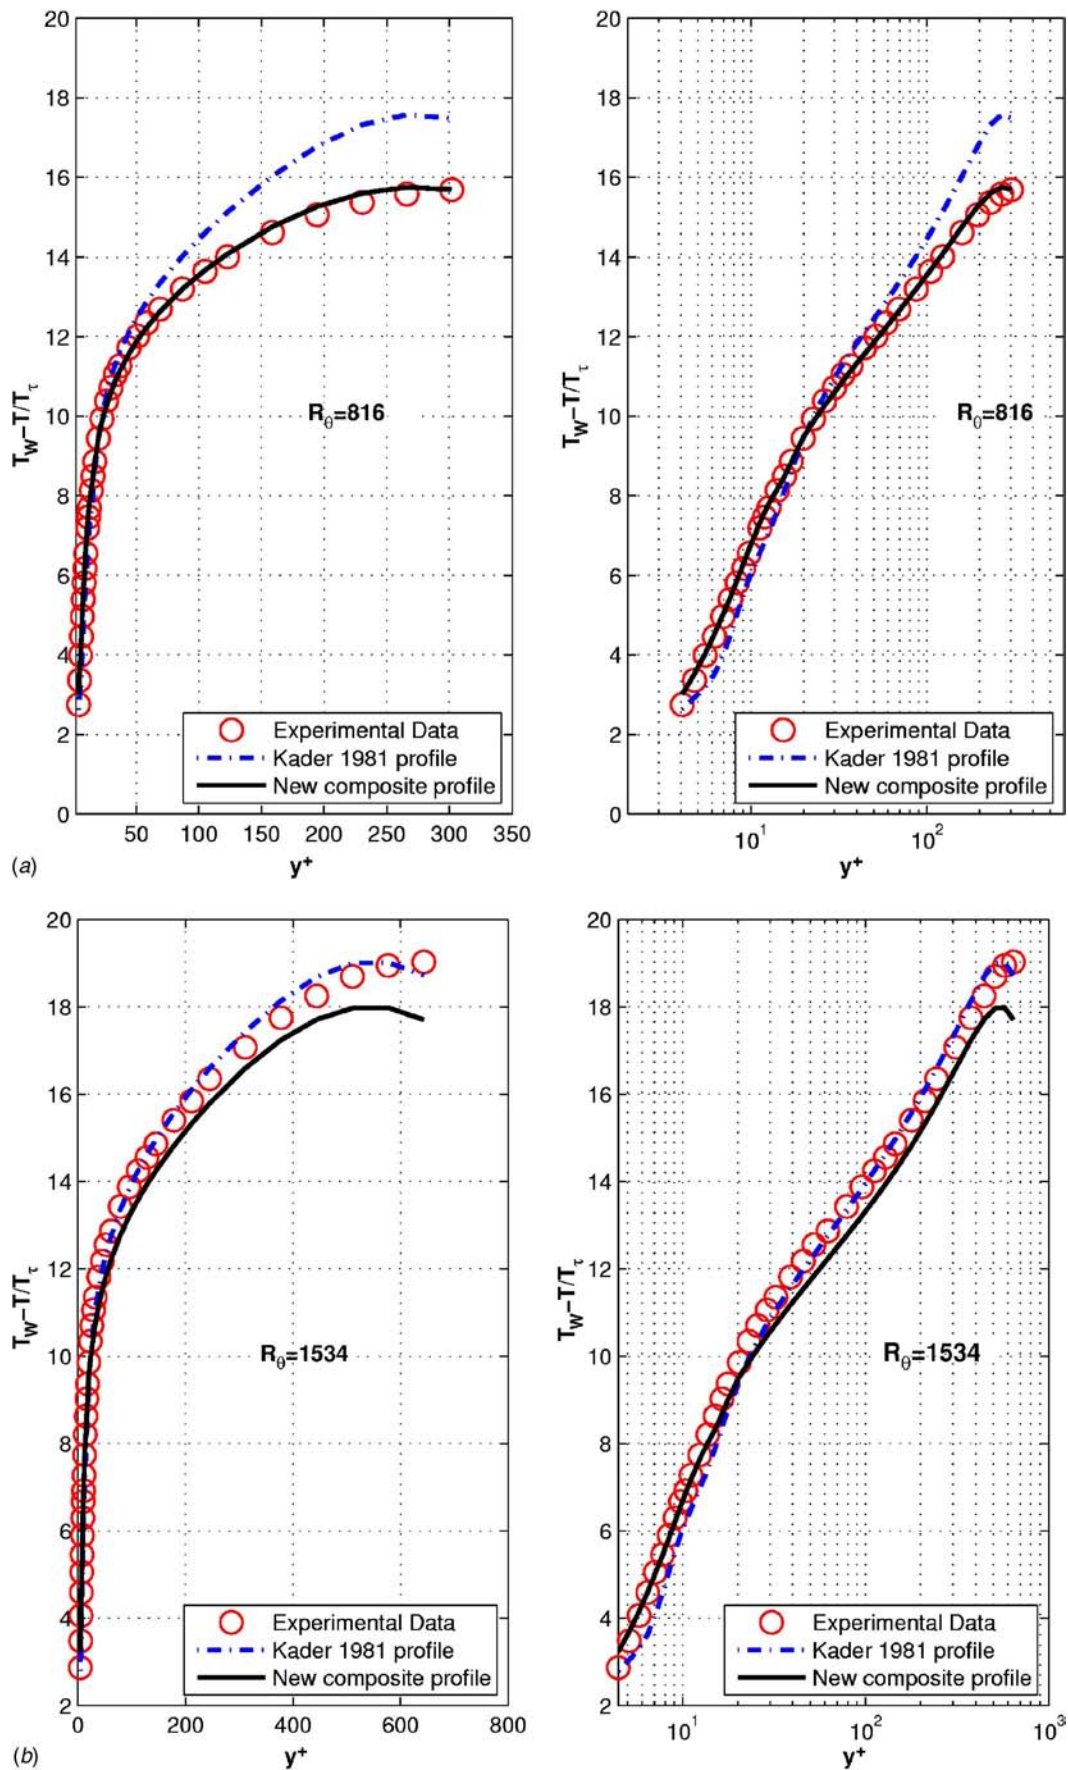 20
18
16
14
12
10
8
6
4
2
0
T_W−T/T_τ
R_θ=816
Experimental Data
Kader 1981 profile
New composite profile
50 100 150 200 250 300 350
y⁺
(a)
20
18
16
14
12
10
8
6
4
2
0
T_W−T/T_τ
R_θ=816
Experimental Data
Kader 1981 profile
New composite profile
10¹ 10²
y⁺
20
18
16
14
12
10
8
6
4
2
T_W−T/T_τ
R_θ=1534
Experimental Data
Kader 1981 profile
New composite profile
0 200 400 600 800
y⁺
(b)
20
18
16
14
12
10
8
6
4
2
T_W−T/T_τ
R_θ=1534
Experimental Data
Kader 1981 profile
New composite profile
10¹ 10² 10³
y⁺